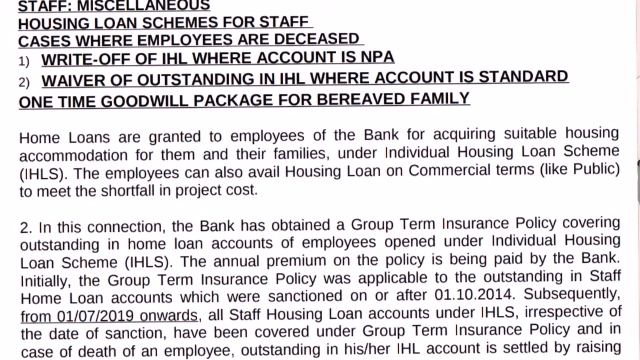 STAFF: MISCELLANEOUS
HOUSING LOAN SCHEMES FOR STAFF
CASES WHERE EMPLOYEES ARE DECEASED
1) WRITE-OFF OF IHL WHERE ACCOUNT IS NPA
2) WAIVER OF OUTSTANDING IN IHL WHERE ACCOUNT IS STANDARD
ONE TIME GOODWILL PACKAGE FOR BEREAVED FAMILY
Home Loans are granted to employees of the Bank for acquiring suitable housing
accommodation for them and their families, under Individual Housing Loan Scheme
(IHLS). The employees can also avail Housing Loan on Commercial terms (like Public)
to meet the shortfall in project cost.
2. In this connection, the Bank has obtained a Group Term Insurance Policy covering
outstanding in home loan accounts of employees opened under Individual Housing
Loan Scheme (IHLS). The annual premium on the policy is being paid by the Bank.
Initially, the Group Term Insurance Policy was applicable to the outstanding in Staff
Home Loan accounts which were sanctioned on or after 01.10.2014. Subsequently,
from 01/07/2019 onwards, all Staff Housing Loan accounts under IHLS, irrespective of
the date of sanction, have been covered under Group Term Insurance Policy and in
case of death of an employee, outstanding in his/her IHL account is settled by raising